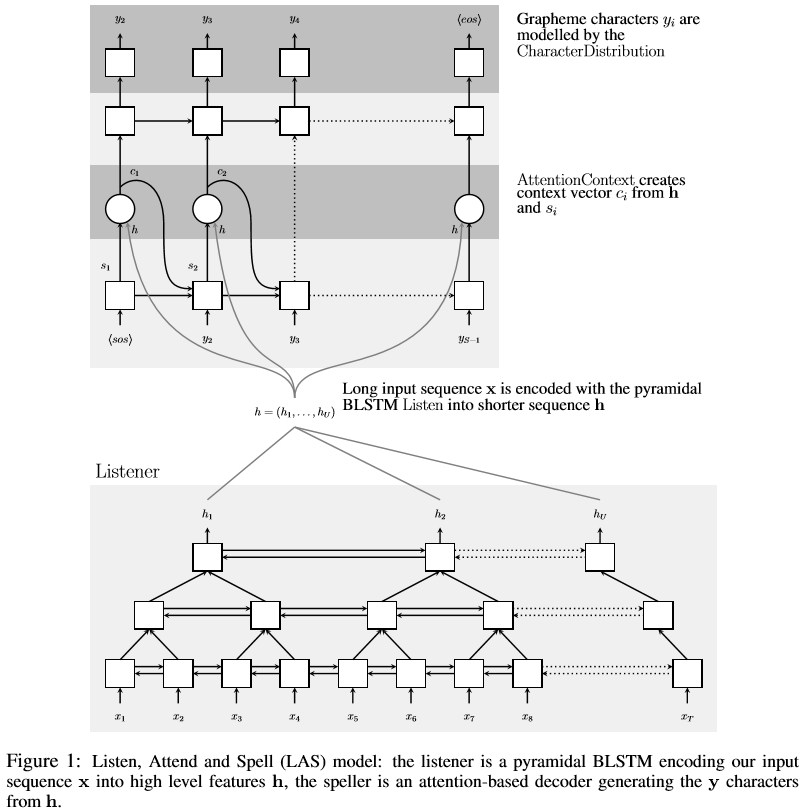 y₂ y₃ y₄ ⟨eos⟩
Grapheme characters yᵢ are
modelled by the
CharacterDistribution
c₁ c₂
AttentionContext creates
context vector cᵢ from h
and sᵢ
h h h
s₁ s₂
⟨sos⟩ y₂ y₃ y_{S−1}
Long input sequence x is encoded with the pyramidal
BLSTM Listen into shorter sequence h
h = (h₁, . . . , h_U)
Listener
h₁ h₂ h_U
x₁ x₂ x₃ x₄ x₅ x₆ x₇ x₈ x_T
Figure 1: Listen, Attend and Spell (LAS) model: the listener is a pyramidal BLSTM encoding our input
sequence x into high level features h, the speller is an attention-based decoder generating the y characters
from h.